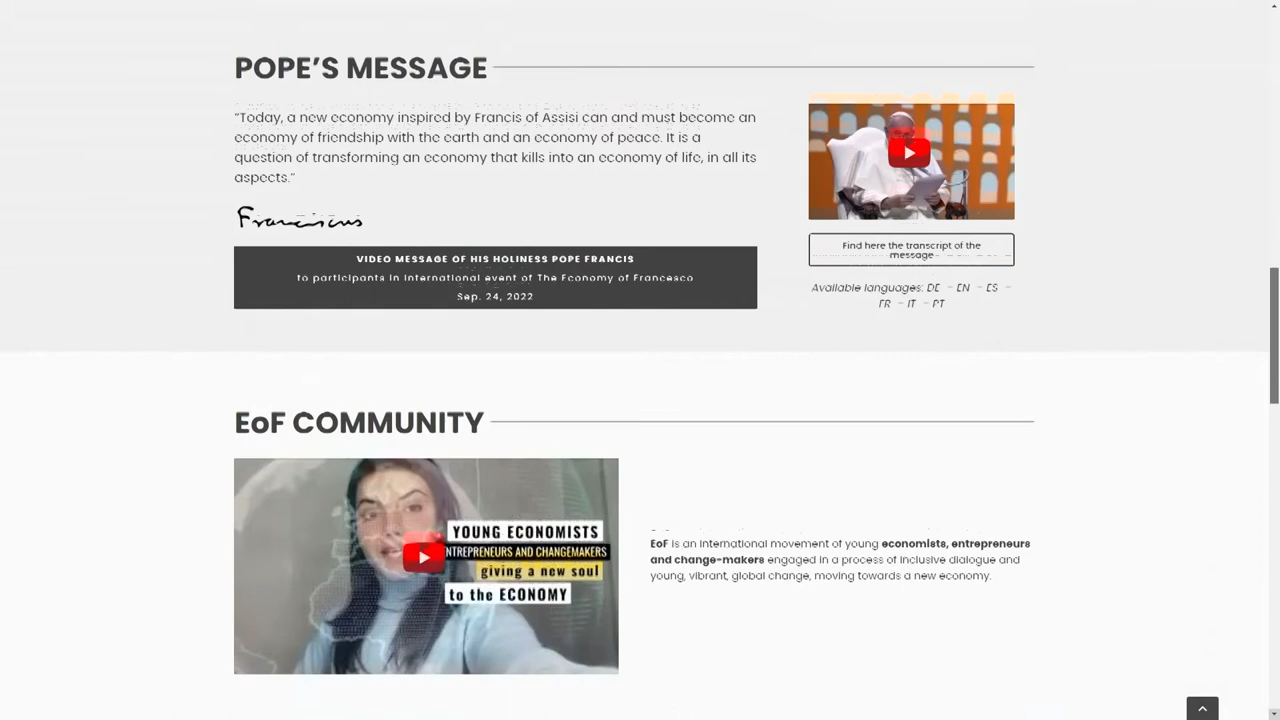 POPE’S MESSAGE
“Today, a new economy inspired by Francis of Assisi can and must become an
economy of friendship with the earth and an economy of peace. It is a
question of transforming an economy that kills into an economy of life, in all its
aspects.”
Franciscus
VIDEO MESSAGE OF HIS HOLINESS POPE FRANCIS
to participants in international event of The Economy of Francesco
Sep. 24, 2022
Find here the transcript of the
message
Available languages: DE – EN – ES –
FR – IT – PT
EoF COMMUNITY
YOUNG ECONOMISTS
NTREPRENEURS AND CHANGEMAKERS
giving a new soul
to the ECONOMY
EoF is an international movement of young economists, entrepreneurs
and change-makers engaged in a process of inclusive dialogue and
young, vibrant, global change, moving towards a new economy.